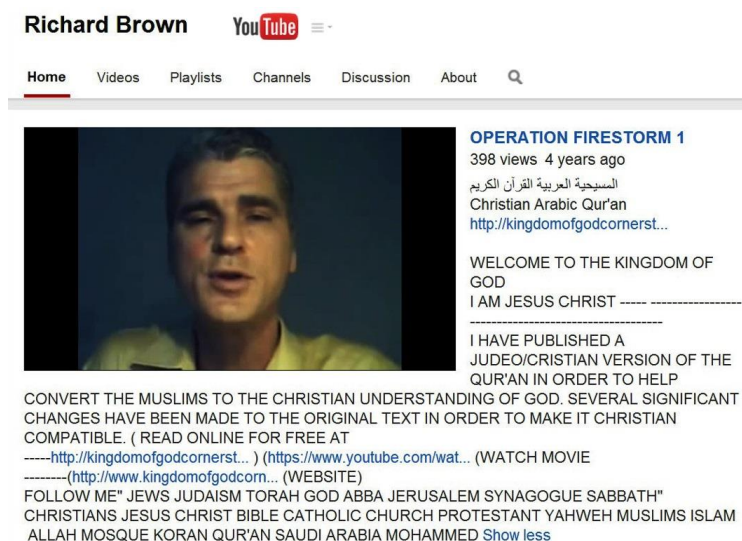 Richard Brown
YouTube
Home Videos Playlists Channels Discussion About
OPERATION FIRESTORM 1
398 views 4 years ago
المسيحية العربية القرآن الكريم
Christian Arabic Qur'an
http://kingdomofgodcornerst...
WELCOME TO THE KINGDOM OF
GOD
I AM JESUS CHRIST ----- -----------------
------------------------------------
I HAVE PUBLISHED A
JUDEO/CRISTIAN VERSION OF THE
QUR'AN IN ORDER TO HELP
CONVERT THE MUSLIMS TO THE CHRISTIAN UNDERSTANDING OF GOD. SEVERAL SIGNIFICANT
CHANGES HAVE BEEN MADE TO THE ORIGINAL TEXT IN ORDER TO MAKE IT CHRISTIAN
COMPATIBLE. ( READ ONLINE FOR FREE AT
-----http://kingdomofgodcornerst... ) (https://www.youtube.com/wat... (WATCH MOVIE
--------(http://www.kingdomofgodcorn... (WEBSITE)
FOLLOW ME" JEWS JUDAISM TORAH GOD ABBA JERUSALEM SYNAGOGUE SABBATH"
CHRISTIANS JESUS CHRIST BIBLE CATHOLIC CHURCH PROTESTANT YAHWEH MUSLIMS ISLAM
ALLAH MOSQUE KORAN QUR'AN SAUDI ARABIA MOHAMMED Show less